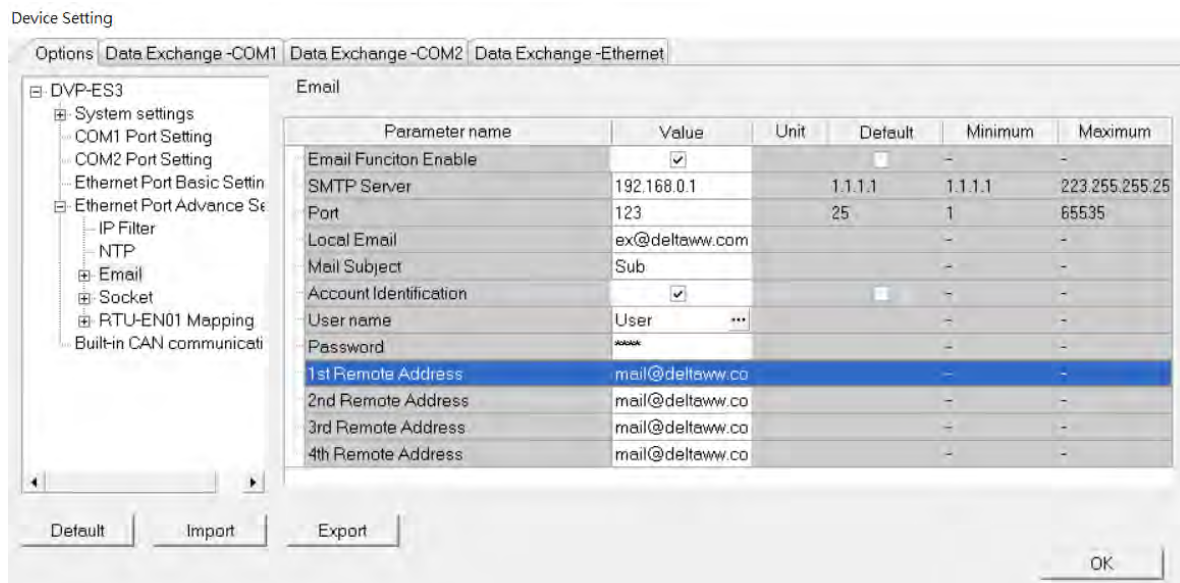 Device Setting
Options Data Exchange -COM1 Data Exchange -COM2 Data Exchange -Ethernet
DVP-ES3
System settings
COM1 Port Setting
COM2 Port Setting
Ethernet Port Basic Settin
Ethernet Port Advance Se
IP Filter
NTP
Email
Socket
RTU-EN01 Mapping
Built-in CAN communicati
Email
Parameter name Value Unit Default Minimum Maximum
Email Funciton Enable - -
SMTP Server 192.168.0.1 1.1.1.1 1.1.1.1 223.255.255.25
Port 123 25 1 65535
Local Email ex@deltaww.com - -
Mail Subject Sub - -
Account Identification - -
User name User ... - -
Password **** - -
1st Remote Address mail@deltaww.co - -
2nd Remote Address mail@deltaww.co - -
3rd Remote Address mail@deltaww.co - -
4th Remote Address mail@deltaww.co - -
Default Import Export
OK